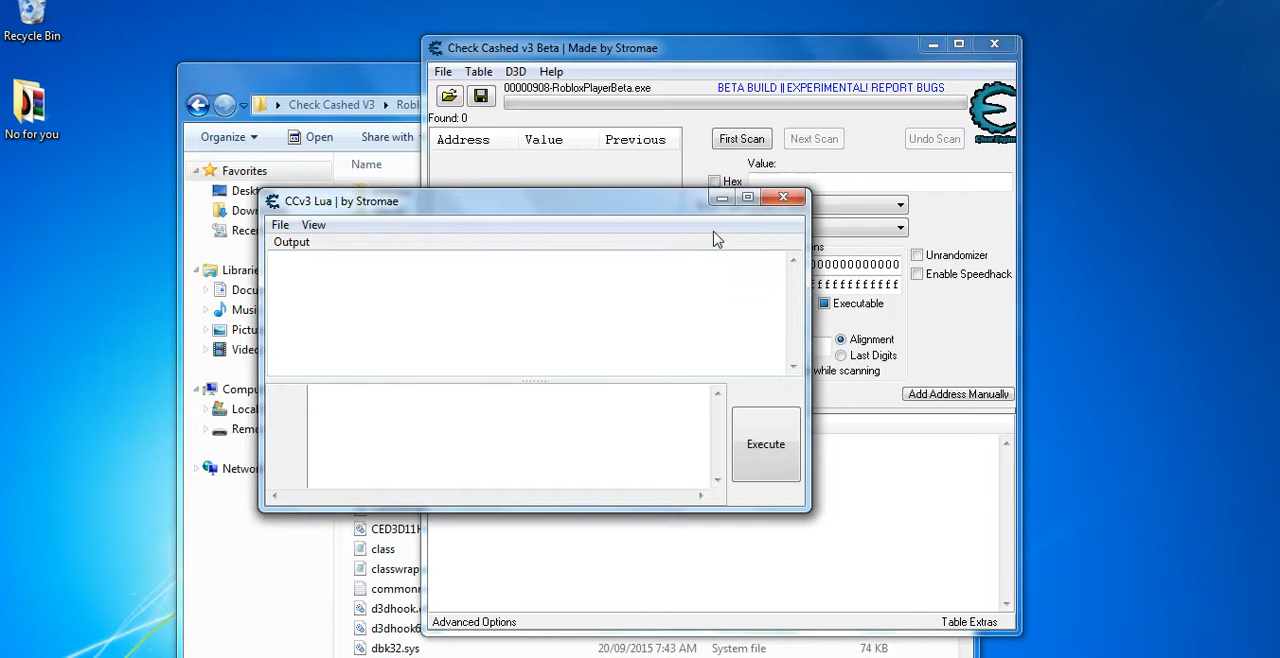 Recycle Bin
No for you
Check Cashed V3
Organize
Open
Share with
Favorites
Name
Libraries
Check Cashed v3 Beta | Made by Stromae
File Table D3D Help
00000908-RobloxPlayerBeta.exe
BETA BUILD || EXPERIMENTAL! REPORT BUGS
Found: 0
Address Value Previous
First Scan
Next Scan
Undo Scan
Value:
Hex
Unrandomizer
Enable Speedhack
Executable
Alignment
Last Digits
while scanning
Add Address Manually
CCv3 Lua | by Stromae
File View
Output
Execute
class
classwrap
d3dhook
dbk32.sys 20/09/2015 7:43 AM System file 74 KB
Advanced Options
Table Extras